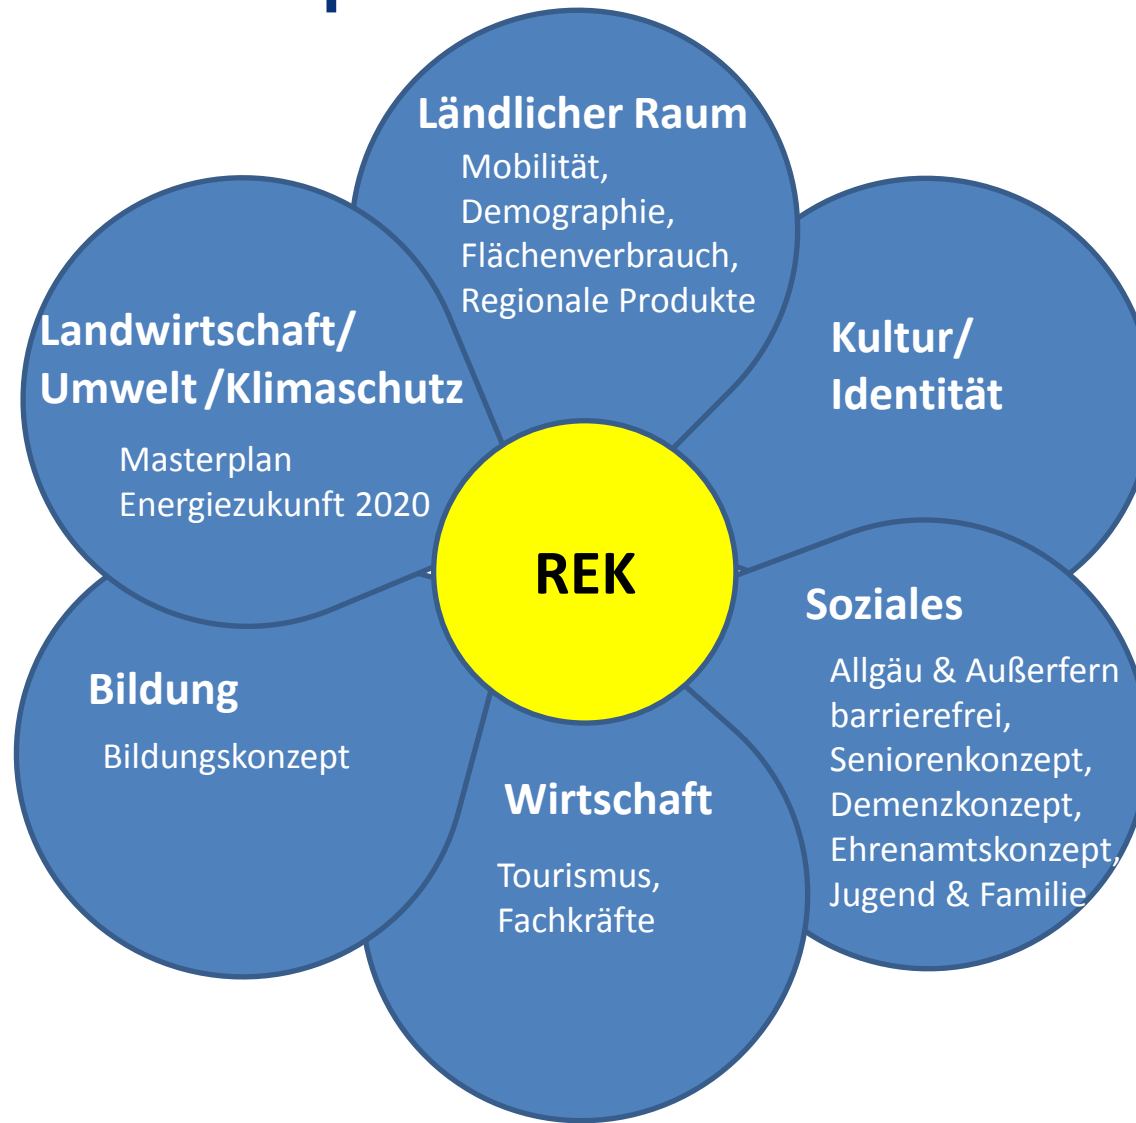 Ländlicher Raum
Mobilität,
Demographie,
Flächenverbrauch,
Regionale Produkte
Kultur/
Identität
Soziales
Allgäu & Außerfern
barrierefrei,
Seniorenkonzept,
Demenzkonzept,
Ehrenamtskonzept,
Jugend & Familie
Wirtschaft
Tourismus,
Fachkräfte
Bildung
Bildungskonzept
Landwirtschaft/
Umwelt /Klimaschutz
Masterplan
Energiezukunft 2020
REK